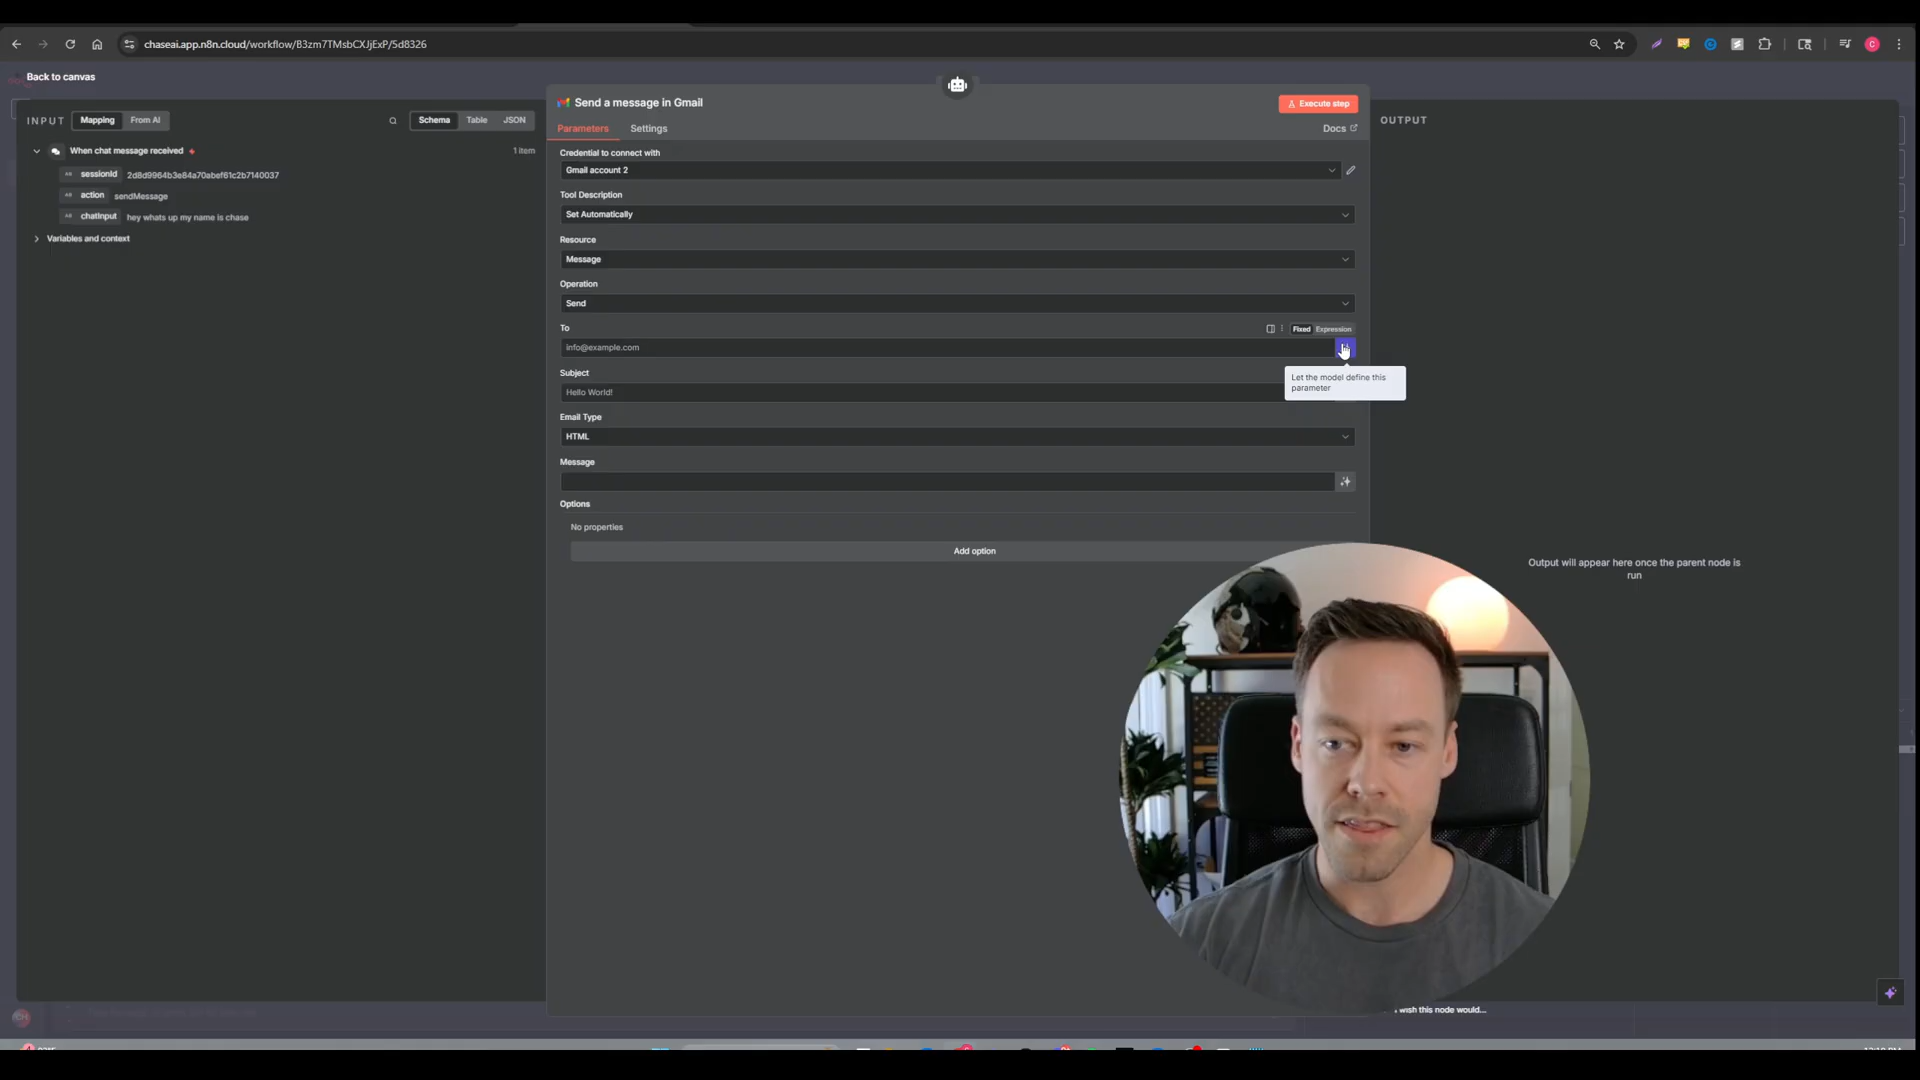 chaseai.app.n8n.cloud/workflow/B3zm7TMsbCXJjExP/5d8326
Back to canvas
INPUT Mapping From AI Schema Table JSON
When chat message received 1 item
sessionId 2d8d9964b3e84a70abef61c2b7140037
action sendMessage
chatInput hey whats up my name is chase
Variables and context
Send a message in Gmail
Execute step
Parameters Settings Docs
Credential to connect with
Gmail account 2
Tool Description
Set Automatically
Resource
Message
Operation
Send
To Fixed Expression
info@example.com
Let the model define this
parameter
Subject
Hello World!
Email Type
HTML
Message
Options
No properties
Add option
OUTPUT
Output will appear here once the parent node is
run
wish this node would...